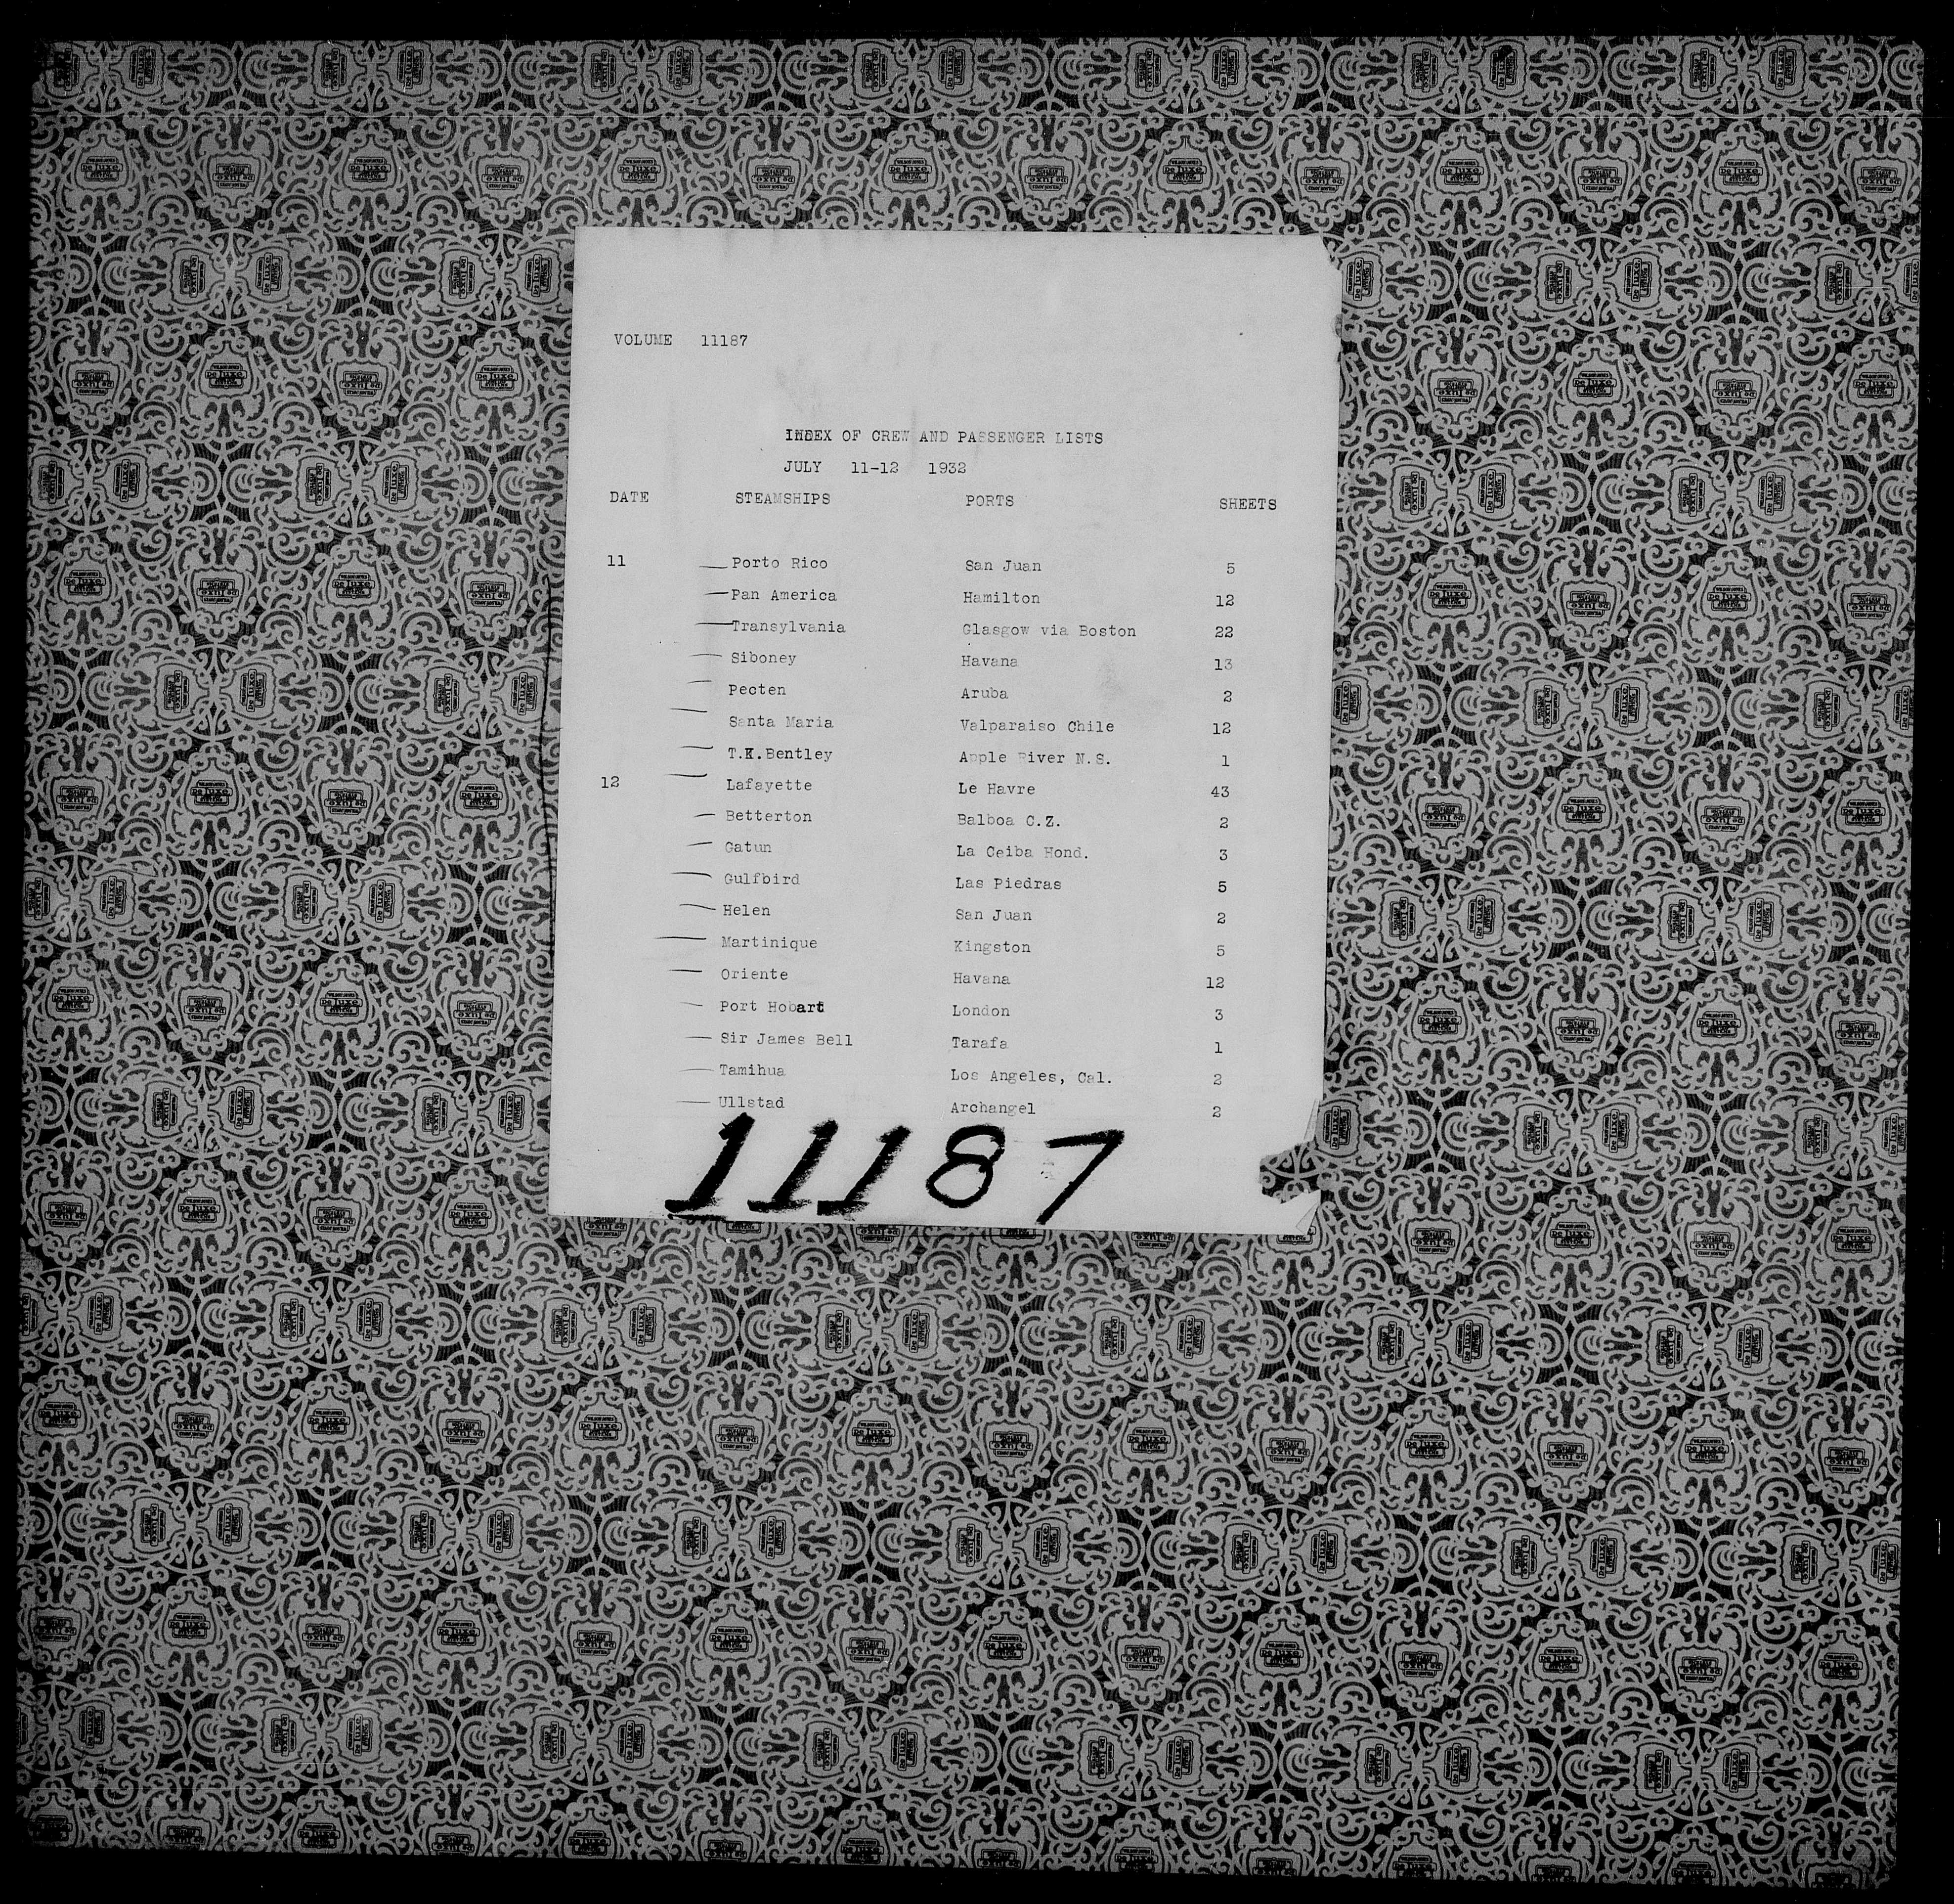 VOLUME 11187
INDEX OF CREW AND PASSENGER LISTS
JULY 11-12 1932
DATE STEAMSHIPS PORTS SHEETS
11 Porto Rico San Juan 5
Pan America Hamilton 12
Transylvania Glasgow via Boston 22
Siboney Havana 13
Pecten Aruba 2
Santa Maria Valparaiso Chile 12
T.K.Bentley Apple River N.S. 1
12 Lafayette Le Havre 43
Betterton Balboa C.Z. 2
Gatun La Ceiba Hond. 3
Gulfbird Las Piedras 5
Helen San Juan 2
Martinique Kingston 5
Oriente Havana 12
Port Hobart London 3
Sir James Bell Tarafa 1
Tamihua Los Angeles, Cal. 2
Ullstad Archangel 2
11187